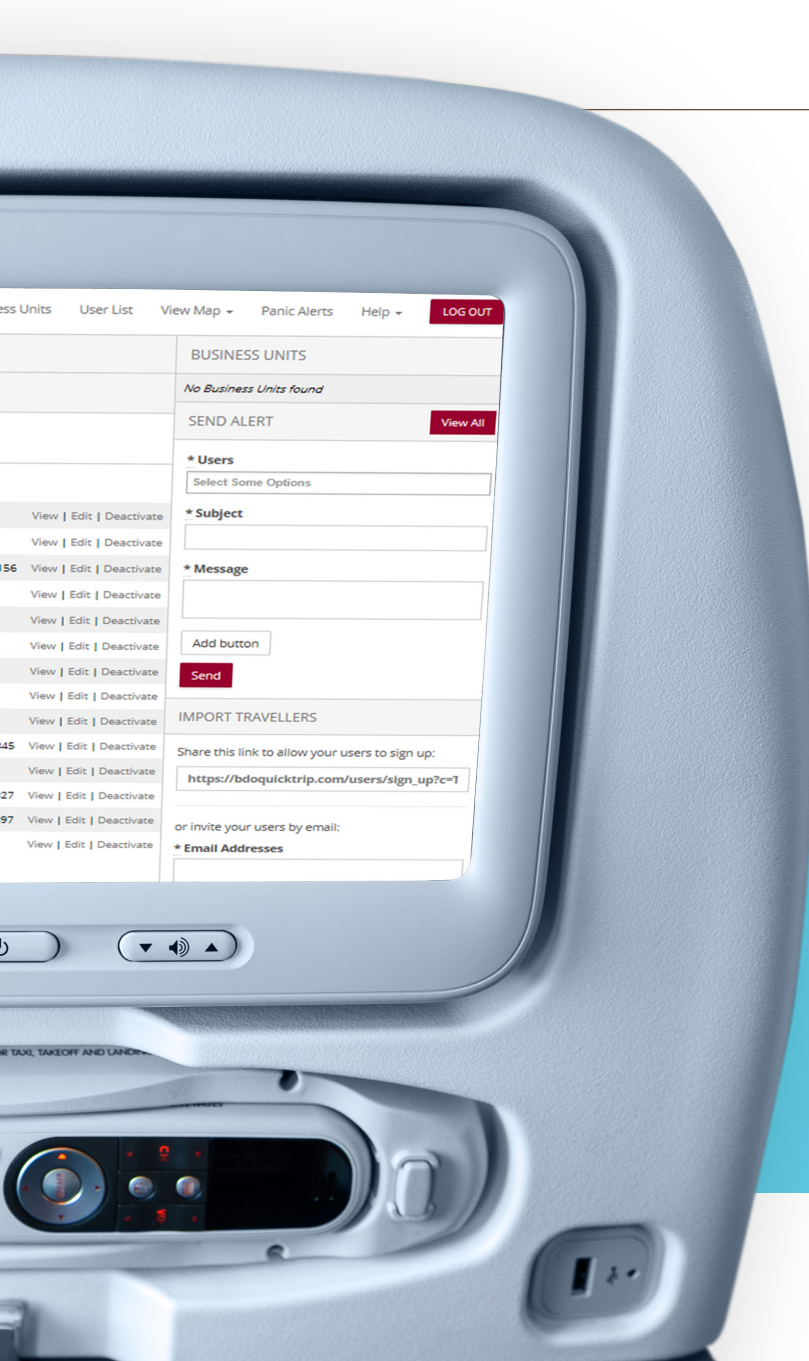 ess Units User List View Map Panic Alerts Help LOG OUT
BUSINESS UNITS
No Business Units found
SEND ALERT View All
* Users
Select Some Options
* Subject
* Message
Add button
Send
IMPORT TRAVELLERS
Share this link to allow your users to sign up:
https://bdoquicktrip.com/users/sign_up?c=1
or invite your users by email:
* Email Addresses
View | Edit | Deactivate
View | Edit | Deactivate
156 View | Edit | Deactivate
View | Edit | Deactivate
View | Edit | Deactivate
View | Edit | Deactivate
View | Edit | Deactivate
View | Edit | Deactivate
View | Edit | Deactivate
45 View | Edit | Deactivate
View | Edit | Deactivate
27 View | Edit | Deactivate
97 View | Edit | Deactivate
View | Edit | Deactivate
R TAXI, TAKEOFF AND LANDIN
CH